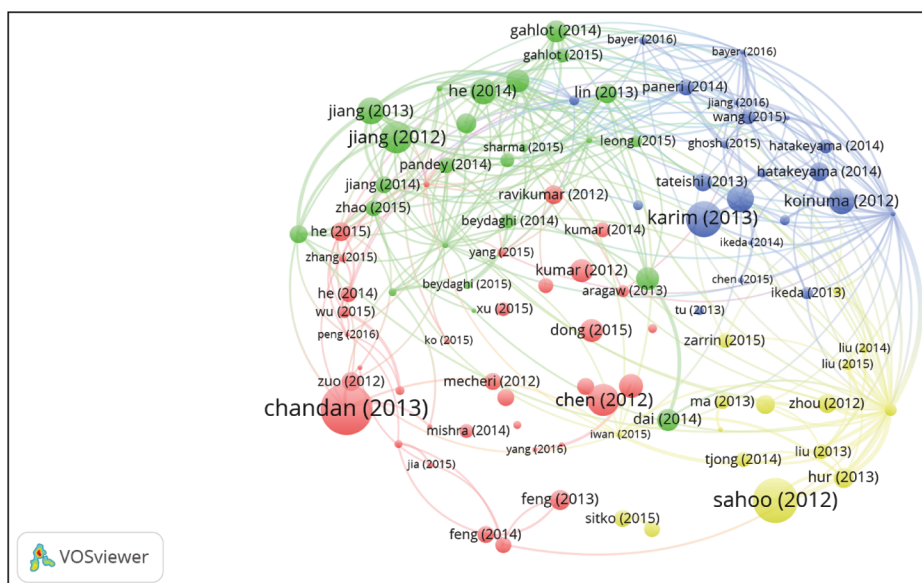 gahlot (2014)
bayer (2016)
gahlot (2015)
bayer (2016)
he (2014)
lin (2013)
paneri (2014)
jiang (2013)
jiang (2016)
wang (2015)
jiang (2012)
sharma (2015)
leong (2015)
ghosh (2015)
hatakeyama (2014)
pandey (2014)
hatakeyama (2014)
jiang (2014)
ravikumar (2012)
tateishi (2013)
koinuma (2012)
zhao (2015)
beydaghi (2014)
karim (2013)
he (2015)
kumar (2014)
ikeda (2014)
zhang (2015)
yang (2015)
kumar (2012)
chen (2015)
he (2014)
beydaghi (2015)
aragaw (2013)
ikeda (2013)
wu (2015)
xu (2015)
tu (2013)
peng (2016)
ko (2015)
dong (2015)
zarrin (2015)
liu (2014)
liu (2015)
zuo (2012)
mecheri (2012)
chandan (2013)
chen (2012)
ma (2013)
zhou (2012)
dai (2014)
mishra (2014)
iwan (2015)
yang (2016)
liu (2013)
jia (2015)
tjong (2014)
hur (2013)
feng (2013)
sahoo (2012)
sitko (2015)
feng (2014)
VOSviewer